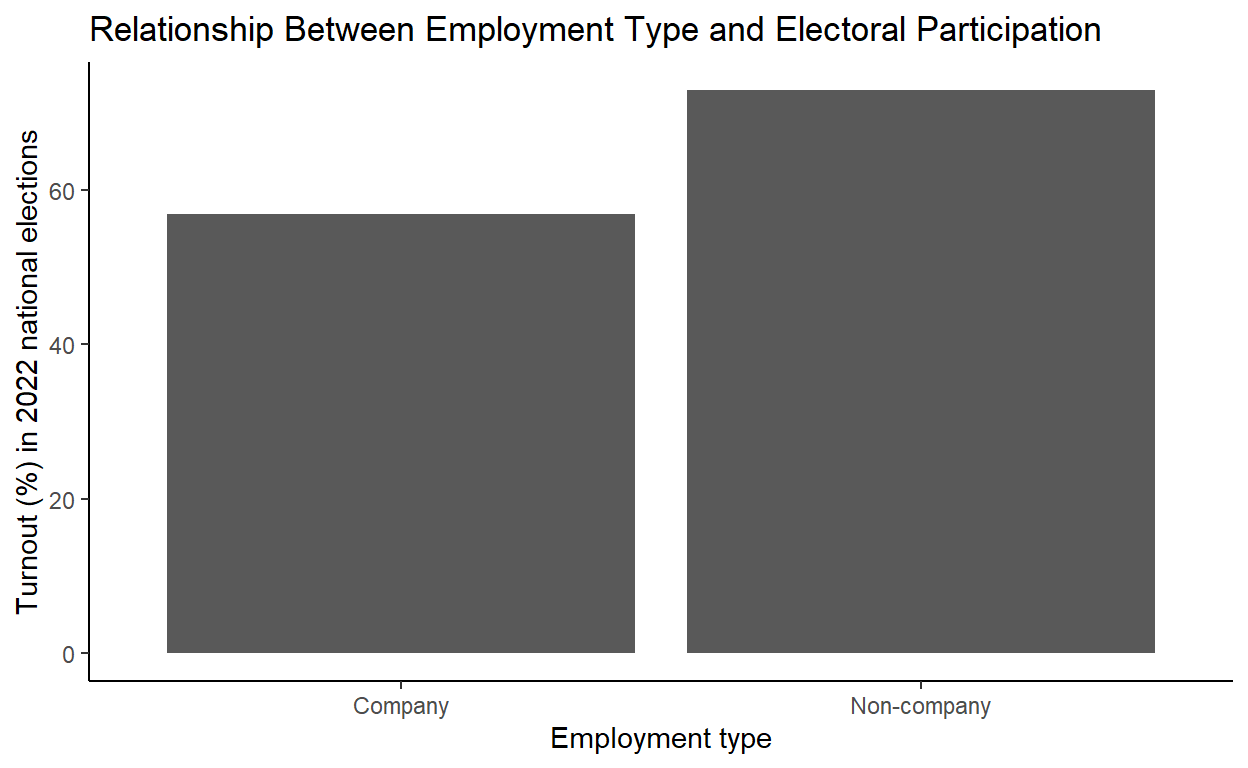 Relationship Between Employment Type and Electoral Participation
Turnout (%) in 2022 national elections
60
40
20
0
Company
Non-company
Employment type